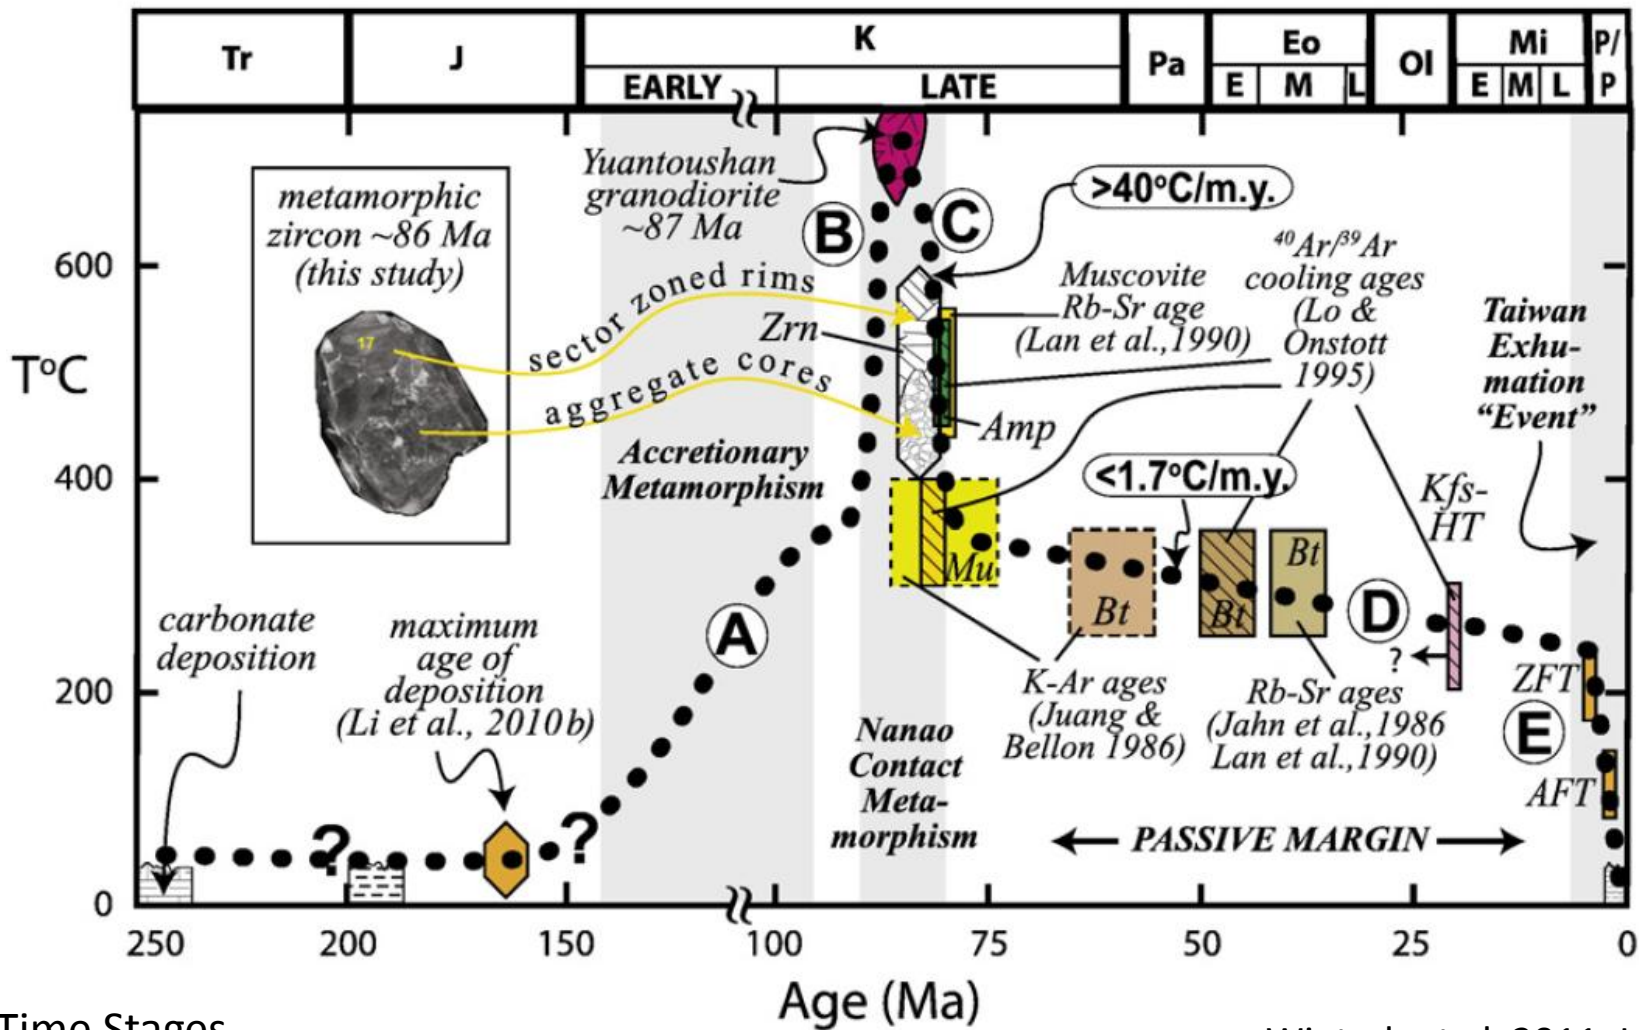 Tr
J
K
EARLY
LATE
Pa
Eo
E
M
L
Ol
Mi
E
M
L
P/
P
metamorphic
zircon ~86 Ma
(this study)
17
Yuantoushan
granodiorite
~87 Ma
B
C
>40°C/m.y.
sector zoned rims
aggregate cores
Zrn
Muscovite
Rb-Sr age
(Lan et al.,1990)
⁴⁰Ar/³⁹Ar
cooling ages
(Lo &
Onstott
1995)
Amp
Taiwan
Exhu-
mation
"Event"
Accretionary
Metamorphism
<1.7°C/m.y.
Kfs-
HT
Mu
Bt
Bt
Bt
A
D
?
carbonate
deposition
maximum
age of
deposition
(Li et al., 2010b)
K-Ar ages
(Juang &
Bellon 1986)
Rb-Sr ages
(Jahn et al.,1986
Lan et al.,1990)
ZFT
E
AFT
Nanao
Contact
Meta-
morphism
PASSIVE MARGIN
?
?
T°C
600
400
200
0
250
200
150
100
75
50
25
0
Age (Ma)
Time Stages